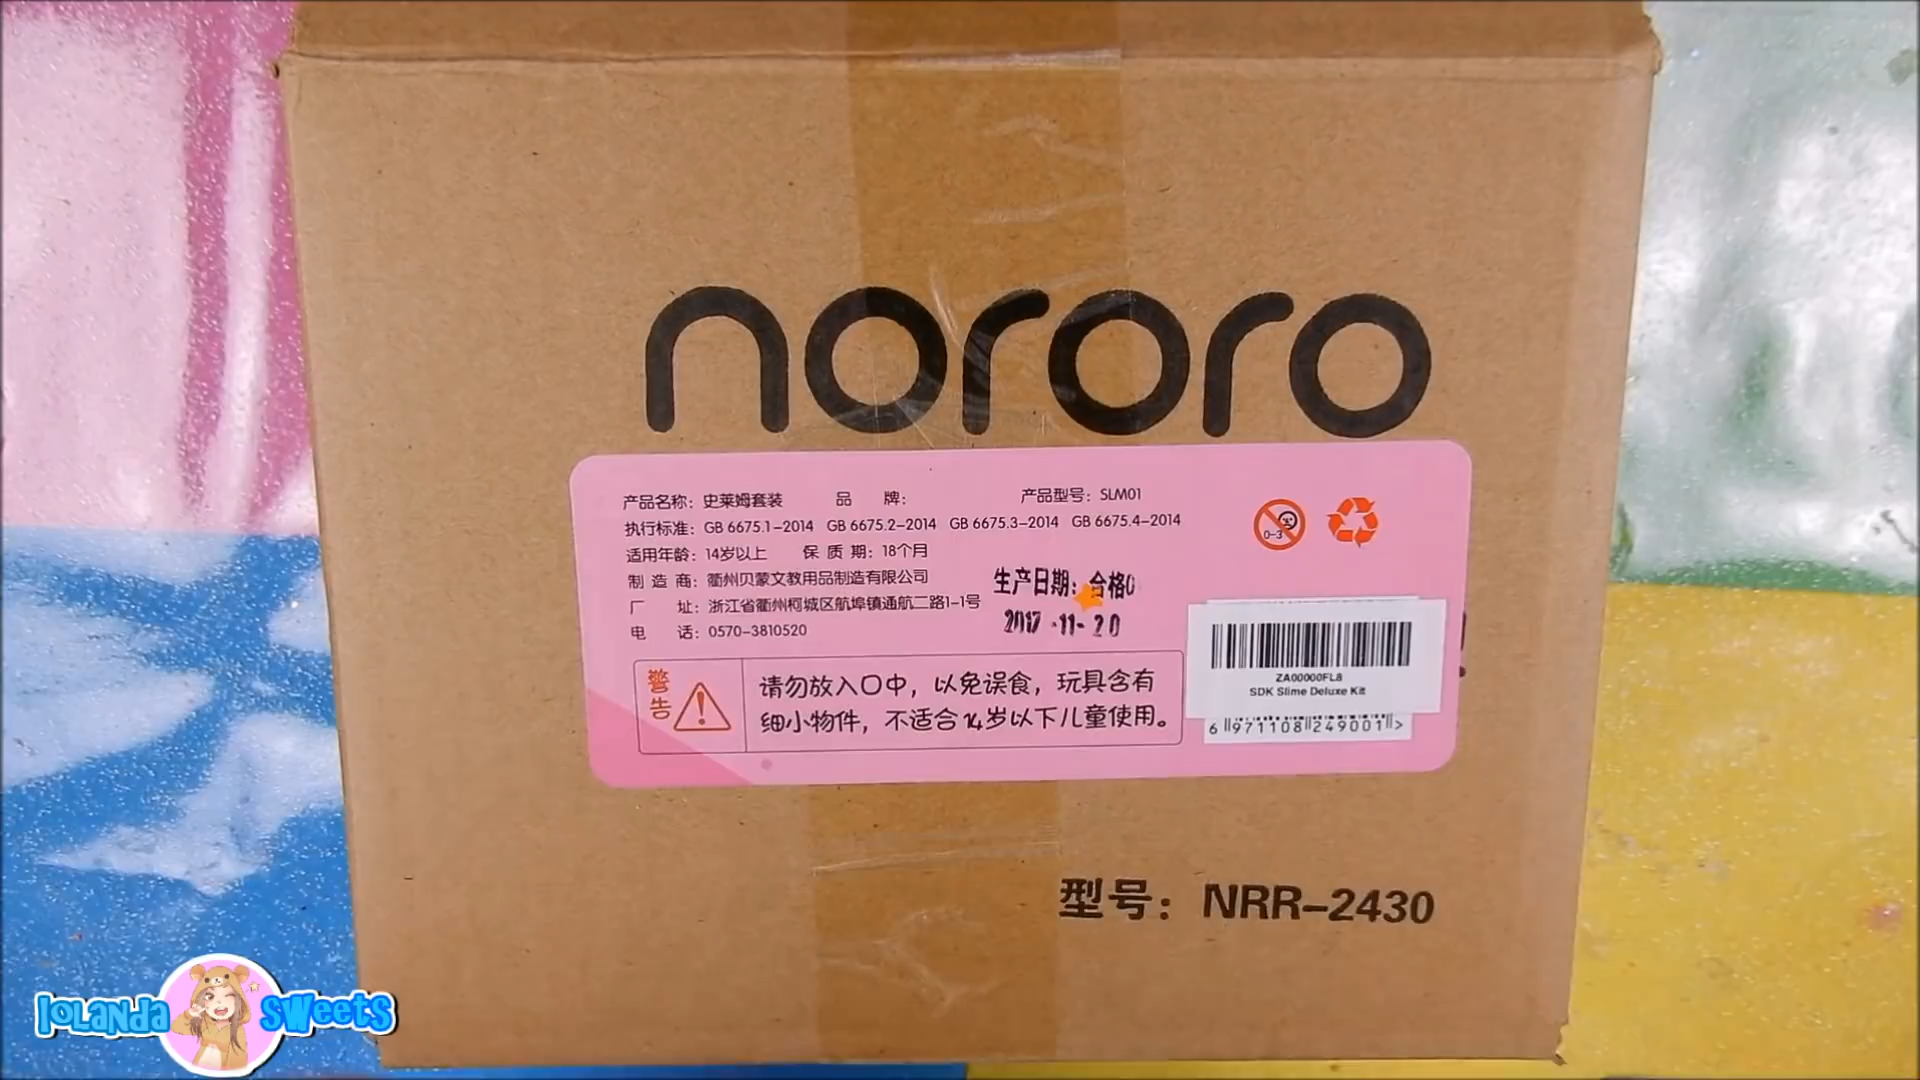 nororo
产品名称：史莱姆套装 品 牌： 产品型号：SLM01
执行标准：GB 6675.1-2014 GB 6675.2-2014 GB 6675.3-2014 GB 6675.4-2014
适用年龄：14岁以上 保 质 期：18个月
制 造 商：衢州贝蒙文教用品制造有限公司
厂 址：浙江省衢州柯城区航埠镇通航二路1-1号
电 话：0570-3810520
生产日期：合格
2017-11-20
0-3
警告
请勿放入口中，以免误食，玩具含有
细小物件，不适合14岁以下儿童使用。
ZA00000FL8
SDK Slime Deluxe Kit
6 971108 249001 >
型号：NRR-2430
Iolanda Sweets